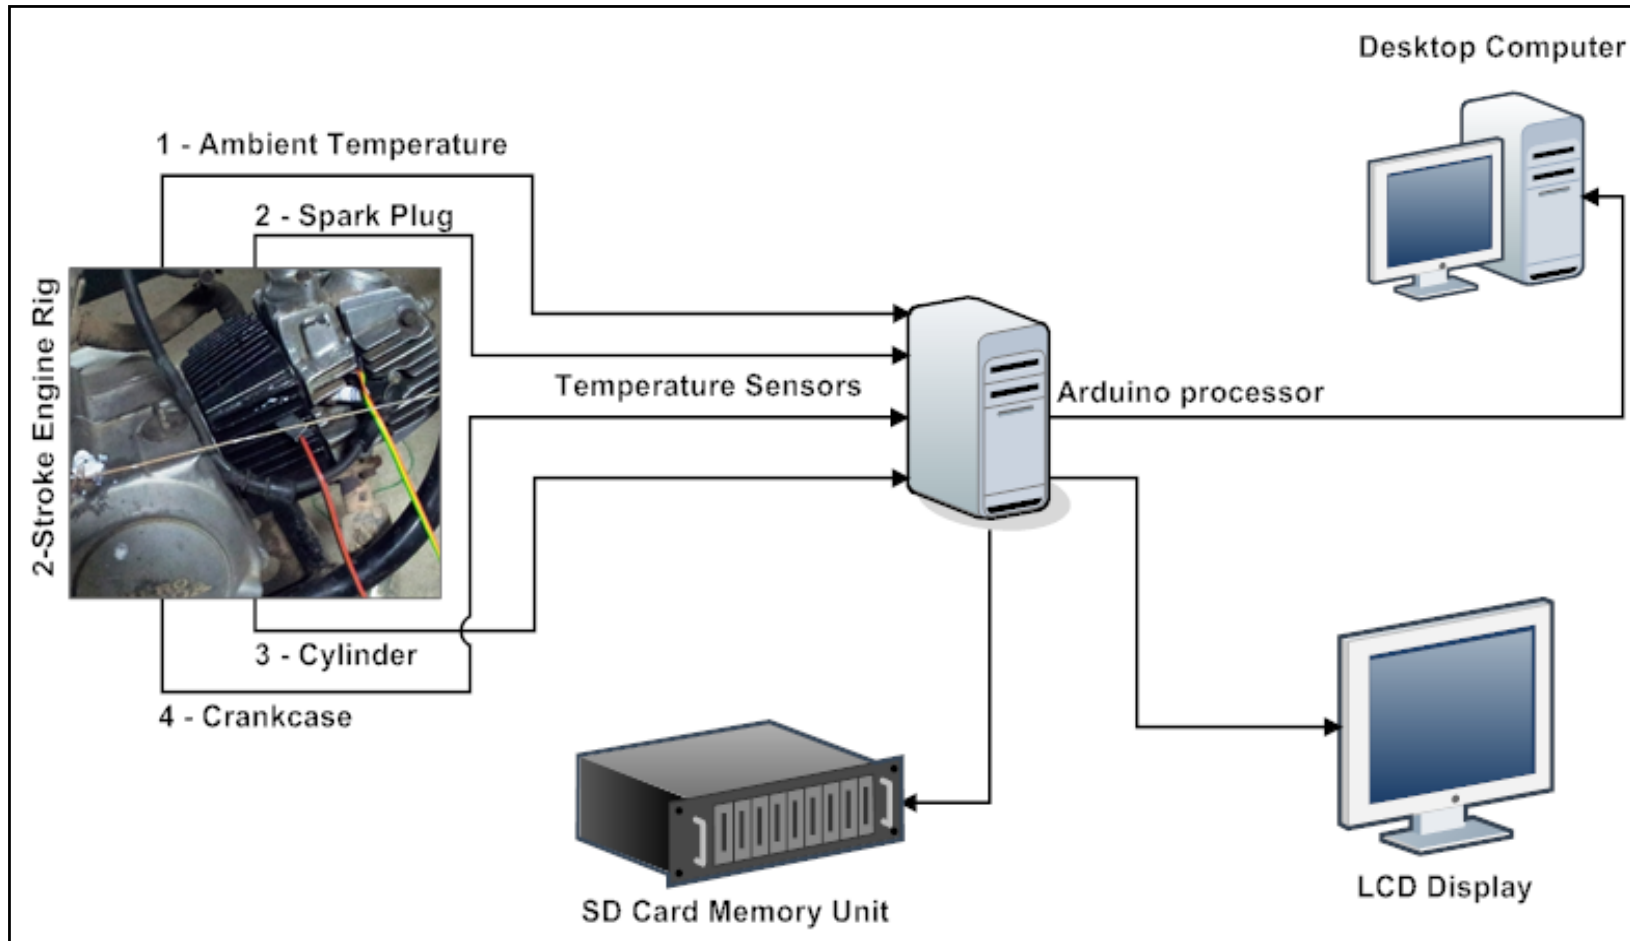 Desktop Computer
1 - Ambient Temperature
2 - Spark Plug
2-Stroke Engine Rig
Temperature Sensors
Arduino processor
3 - Cylinder
4 - Crankcase
LCD Display
SD Card Memory Unit